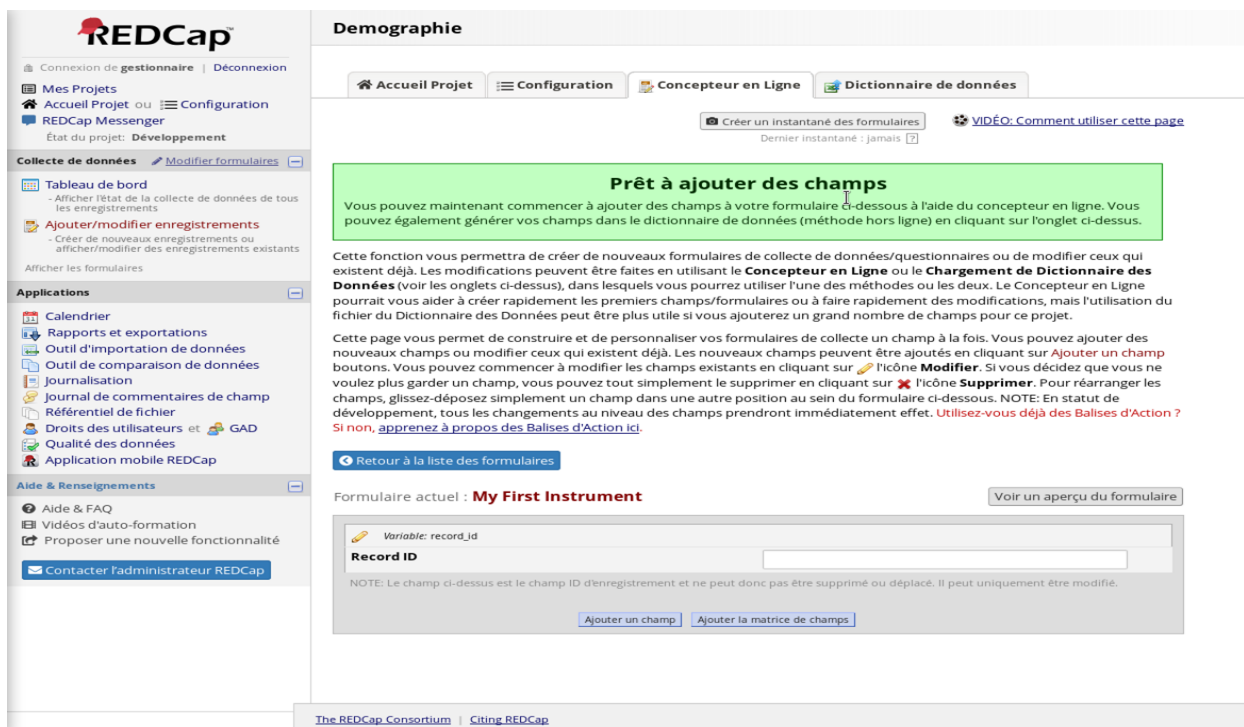 REDCap
Connexion de gestionnaire | Déconnexion
Mes Projets
Accueil Projet ou Configuration
REDCap Messenger
État du projet: Développement
Collecte de données Modifier formulaires
Tableau de bord
- Afficher l'état de la collecte de données de tous
les enregistrements
Ajouter/modifier enregistrements
- Créer de nouveaux enregistrements ou
afficher/modifier des enregistrements existants
Afficher les formulaires
Applications
Calendrier
Rapports et exportations
Outil d'importation de données
Outil de comparaison de données
Journalisation
Journal de commentaires de champ
Référentiel de fichier
Droits des utilisateurs et GAD
Qualité des données
Application mobile REDCap
Aide & Renseignements
Aide & FAQ
Vidéos d'auto-formation
Proposer une nouvelle fonctionnalité
Contacter l'administrateur REDCap
Demographie
Accueil Projet
Configuration
Concepteur en Ligne
Dictionnaire de données
Créer un instantané des formulaires
VIDÉO: Comment utiliser cette page
Dernier instantané : jamais ?
Prêt à ajouter des champs
Vous pouvez maintenant commencer à ajouter des champs à votre formulaire ci-dessous à l'aide du concepteur en ligne. Vous
pouvez également générer vos champs dans le dictionnaire de données (méthode hors ligne) en cliquant sur l'onglet ci-dessus.
Cette fonction vous permettra de créer de nouveaux formulaires de collecte de données/questionnaires ou de modifier ceux qui
existent déjà. Les modifications peuvent être faites en utilisant le Concepteur en Ligne ou le Chargement de Dictionnaire des
Données (voir les onglets ci-dessus), dans lesquels vous pourrez utiliser l'une des méthodes ou les deux. Le Concepteur en Ligne
pourrait vous aider à créer rapidement les premiers champs/formulaires ou à faire rapidement des modifications, mais l'utilisation du
fichier du Dictionnaire des Données peut être plus utile si vous ajouterez un grand nombre de champs pour ce projet.
Cette page vous permet de construire et de personnaliser vos formulaires de collecte un champ à la fois. Vous pouvez ajouter des
nouveaux champs ou modifier ceux qui existent déjà. Les nouveaux champs peuvent être ajoutés en cliquant sur Ajouter un champ
boutons. Vous pouvez commencer à modifier les champs existants en cliquant sur l'icône Modifier. Si vous décidez que vous ne
voulez plus garder un champ, vous pouvez tout simplement le supprimer en cliquant sur l'icône Supprimer. Pour réarranger les
champs, glissez-déposez simplement un champ dans une autre position au sein du formulaire ci-dessous. NOTE: En statut de
développement, tous les changements au niveau des champs prendront immédiatement effet. Utilisez-vous déjà des Balises d'Action ?
Si non, apprenez à propos des Balises d'Action ici.
Retour à la liste des formulaires
Formulaire actuel : My First Instrument
Voir un aperçu du formulaire
Variable: record_id
Record ID
NOTE: Le champ ci-dessus est le champ ID d'enregistrement et ne peut donc pas être supprimé ou déplacé. Il peut uniquement être modifié.
Ajouter un champ
Ajouter la matrice de champs
The REDCap Consortium | Citing REDCap